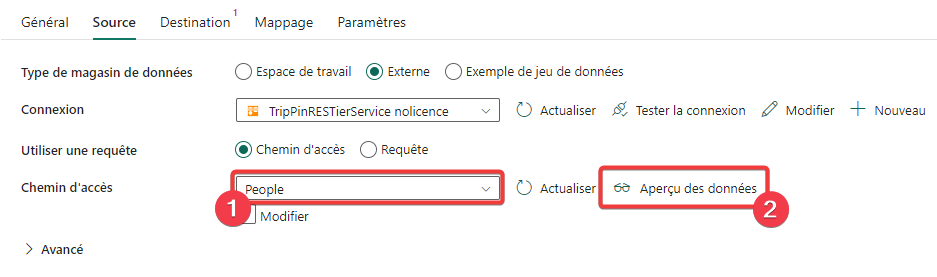 Général Source Destination 1 Mappage Paramètres
Type de magasin de données Espace de travail Externe Exemple de jeu de données
Connexion TripPinRESTierService nolicence Actualiser Tester la connexion Modifier Nouveau
Utiliser une requête Chemin d'accès Requête
Chemin d'accès People Actualiser Aperçu des données
1 Modifier 2
Avancé